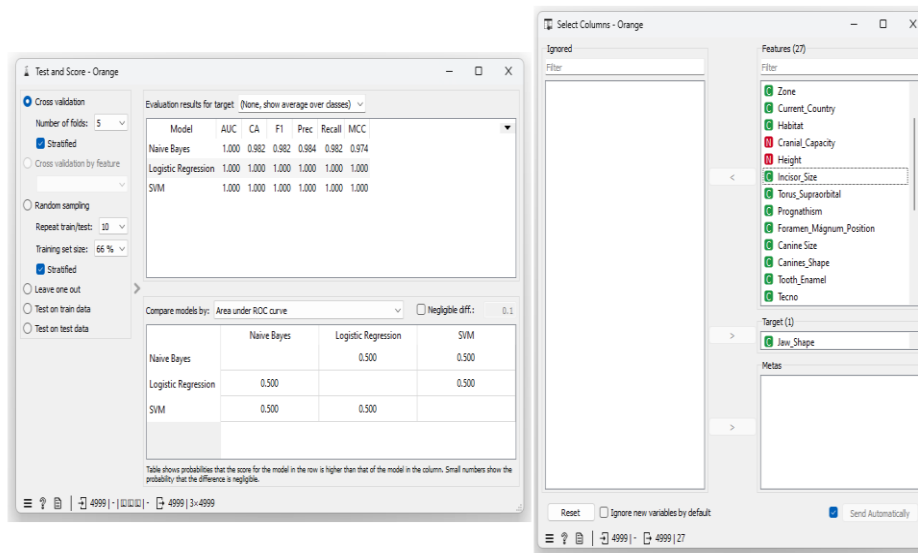 Test and Score - Orange
Cross validation
Number of folds: 5
Stratified
Cross validation by feature
Random sampling
Repeat train/test: 10
Training set size: 66 %
Stratified
Leave one out
Test on train data
Test on test data
Evaluation results for target (None, show average over classes)
Model AUC CA F1 Prec Recall MCC
Naive Bayes 1.000 0.982 0.982 0.984 0.982 0.974
Logistic Regression 1.000 1.000 1.000 1.000 1.000 1.000
SVM 1.000 1.000 1.000 1.000 1.000 1.000
Compare models by: Area under ROC curve
Negligible diff.: 0.1
Naive Bayes Logistic Regression SVM
Naive Bayes 0.500 0.500
Logistic Regression 0.500 0.500
SVM 0.500 0.500
Table shows probabilities that the score for the model in the row is higher than that of the model in the column. Small numbers show the
probability that the difference is negligible.
4999 | - | - 4999 | 3×4999
Select Columns - Orange
Ignored
Filter
Features (27)
Filter
C Zone
C Current_Country
C Habitat
N Cranial_Capacity
N Height
C Incisor_Size
C Torus_Supraorbital
C Prognathism
C Foramen_Mágnum_Position
C Canine Size
C Canines_Shape
C Tooth_Enamel
C Tecno
<
>
Target (1)
C Jaw_Shape
Metas
>
Reset
Ignore new variables by default
Send Automatically
4999 | - 4999 | 27